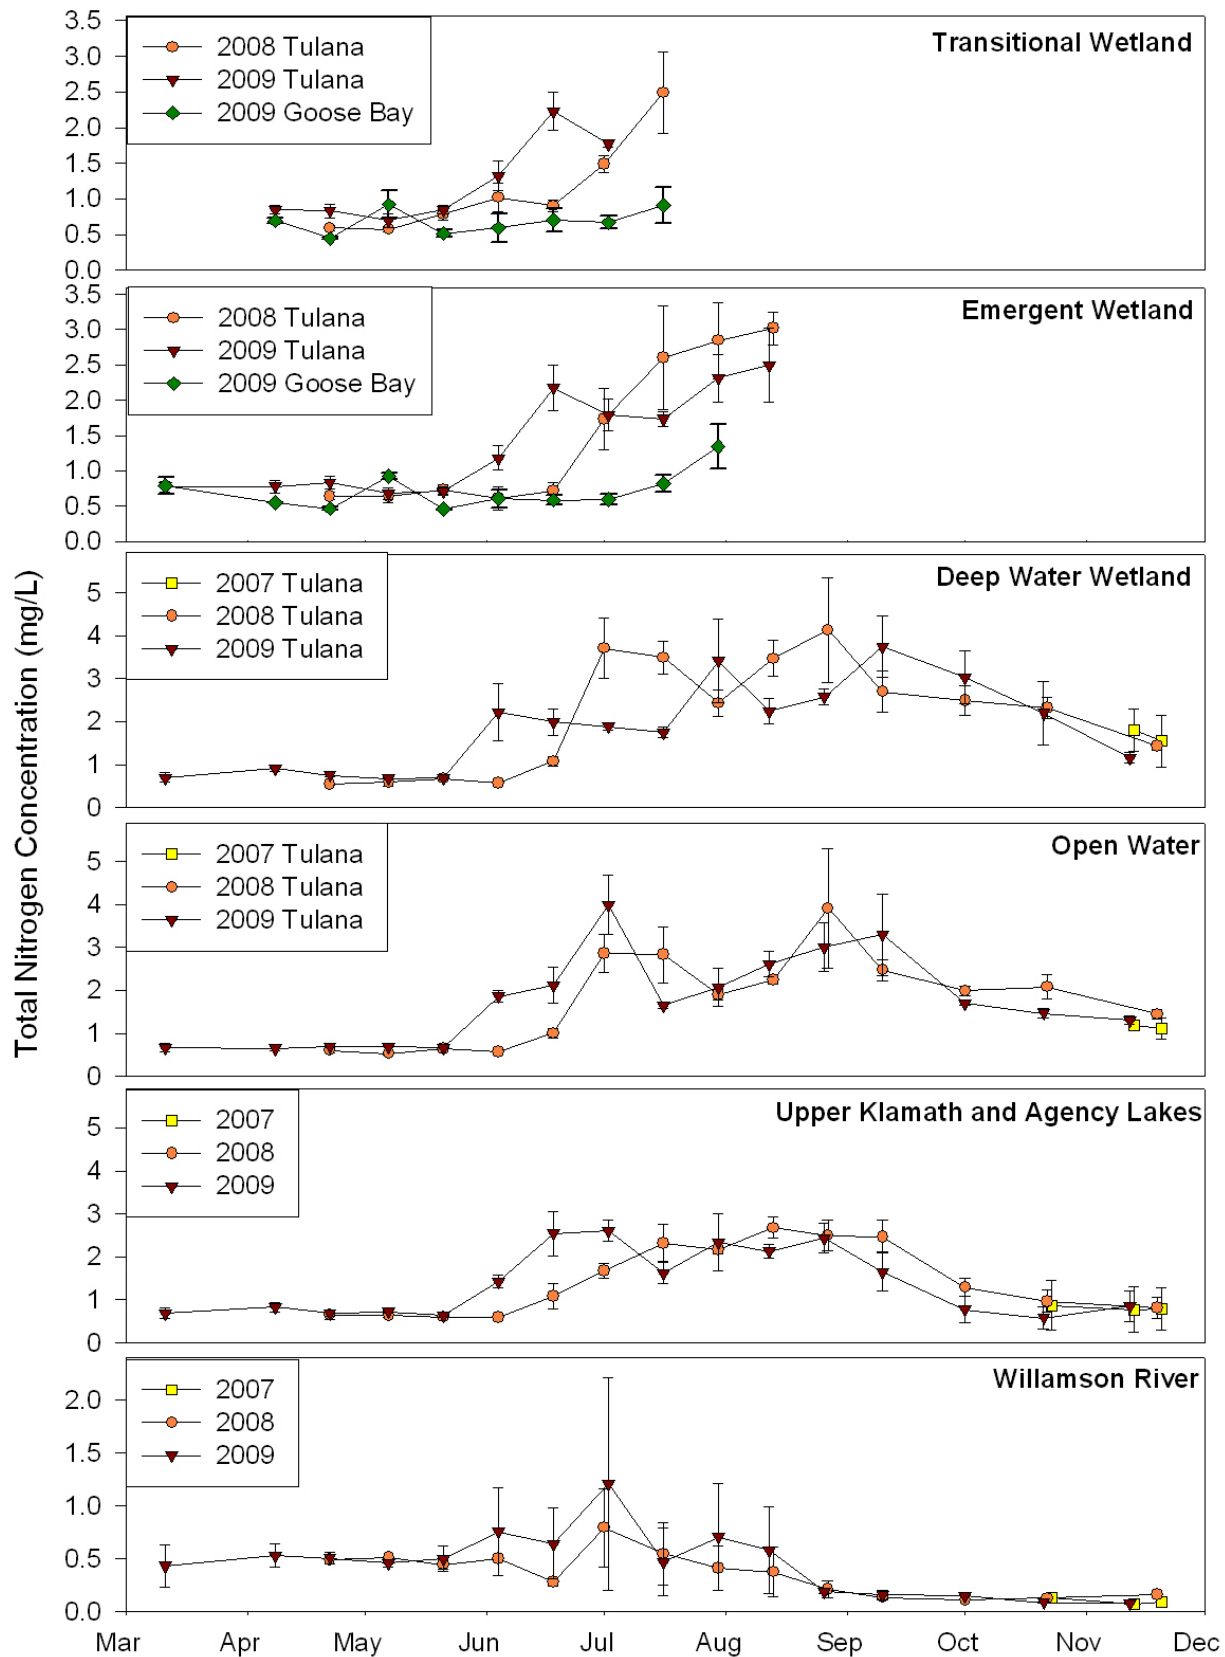 Total Nitrogen Concentration (mg/L)
Transitional Wetland
2008 Tulana
2009 Tulana
2009 Goose Bay
3.5
3.0
2.5
2.0
1.5
1.0
0.5
0.0
Emergent Wetland
2008 Tulana
2009 Tulana
2009 Goose Bay
3.5
3.0
2.5
2.0
1.5
1.0
0.5
0.0
Deep Water Wetland
2007 Tulana
2008 Tulana
2009 Tulana
5
4
3
2
1
0
Open Water
2007 Tulana
2008 Tulana
2009 Tulana
5
4
3
2
1
0
Upper Klamath and Agency Lakes
2007
2008
2009
5
4
3
2
1
0
Willamson River
2007
2008
2009
2.0
1.5
1.0
0.5
0.0
Mar Apr May Jun Jul Aug Sep Oct Nov Dec